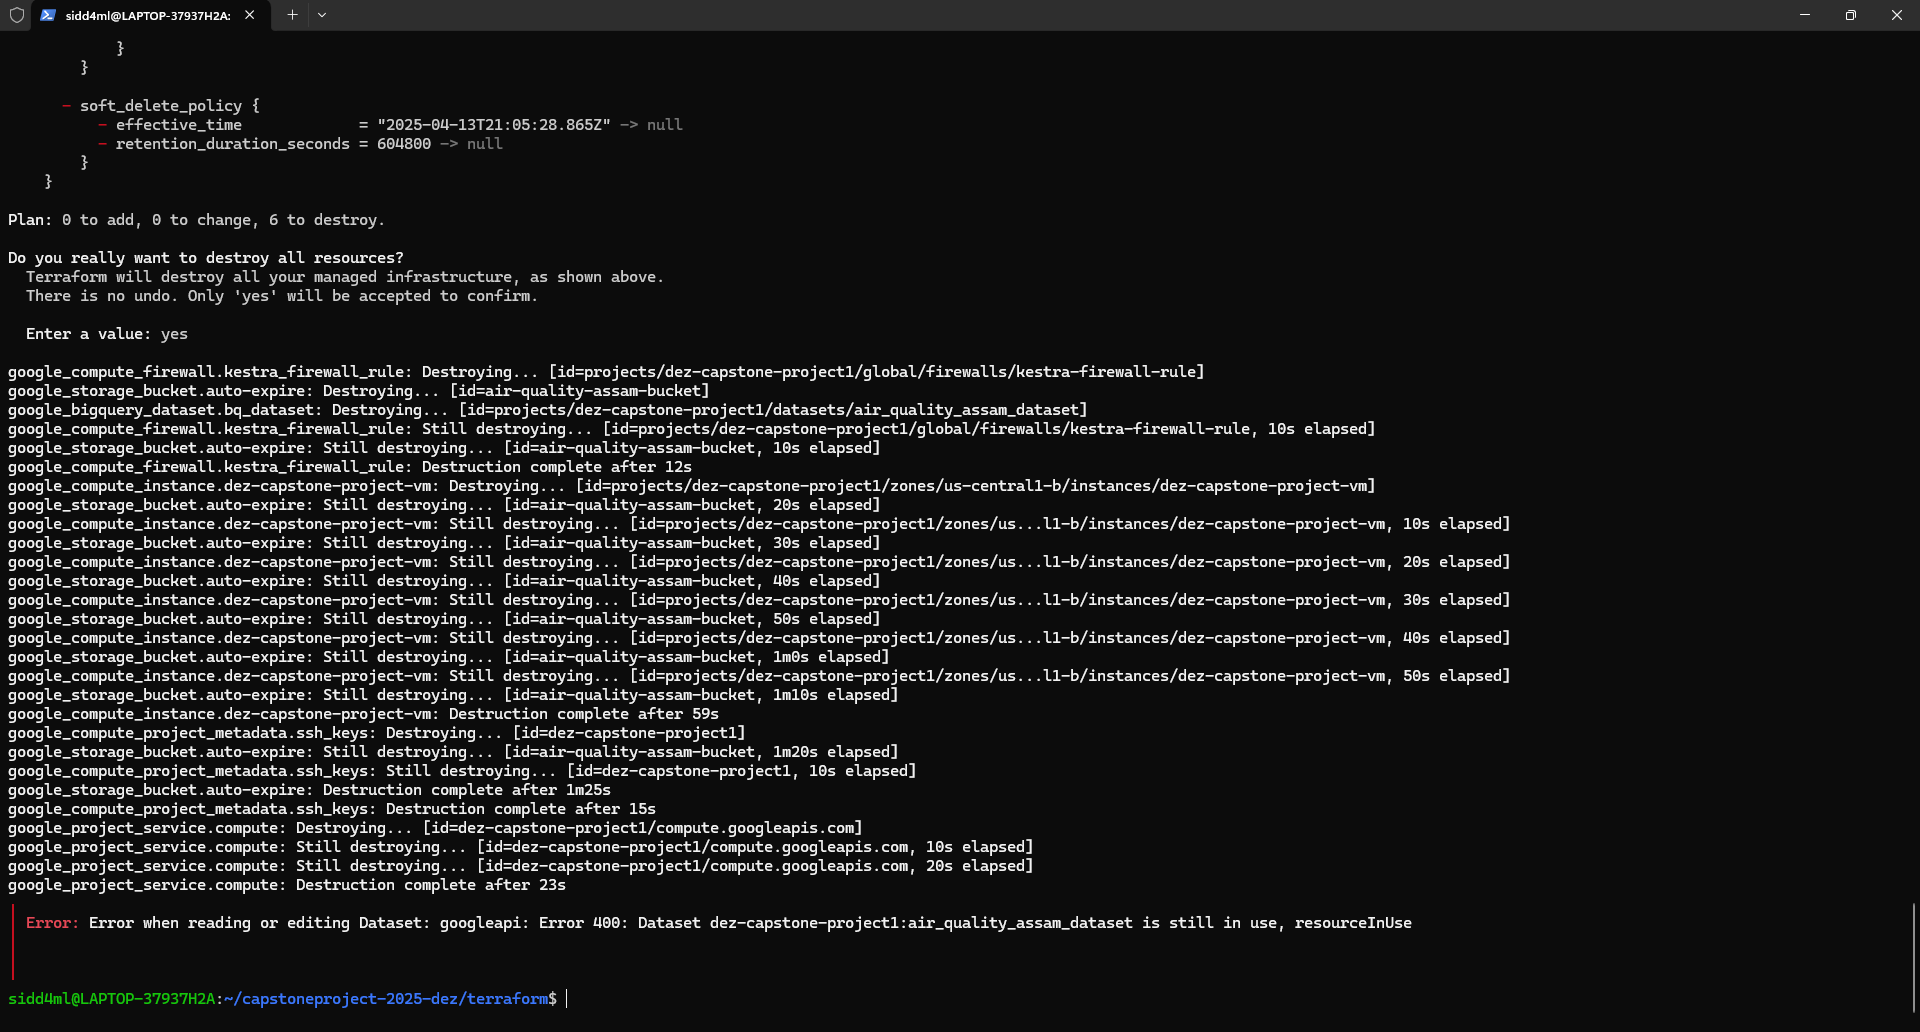 sidd4ml@LAPTOP-37937H2A:
            }
        }

      - soft_delete_policy {
          - effective_time             = "2025-04-13T21:05:28.865Z" -> null
          - retention_duration_seconds = 604800 -> null
        }
    }

Plan: 0 to add, 0 to change, 6 to destroy.

Do you really want to destroy all resources?
  Terraform will destroy all your managed infrastructure, as shown above.
  There is no undo. Only 'yes' will be accepted to confirm.

  Enter a value: yes

google_compute_firewall.kestra_firewall_rule: Destroying... [id=projects/dez-capstone-project1/global/firewalls/kestra-firewall-rule]
google_storage_bucket.auto-expire: Destroying... [id=air-quality-assam-bucket]
google_bigquery_dataset.bq_dataset: Destroying... [id=projects/dez-capstone-project1/datasets/air_quality_assam_dataset]
google_compute_firewall.kestra_firewall_rule: Still destroying... [id=projects/dez-capstone-project1/global/firewalls/kestra-firewall-rule, 10s elapsed]
google_storage_bucket.auto-expire: Still destroying... [id=air-quality-assam-bucket, 10s elapsed]
google_compute_firewall.kestra_firewall_rule: Destruction complete after 12s
google_compute_instance.dez-capstone-project-vm: Destroying... [id=projects/dez-capstone-project1/zones/us-central1-b/instances/dez-capstone-project-vm]
google_storage_bucket.auto-expire: Still destroying... [id=air-quality-assam-bucket, 20s elapsed]
google_compute_instance.dez-capstone-project-vm: Still destroying... [id=projects/dez-capstone-project1/zones/us...l1-b/instances/dez-capstone-project-vm, 10s elapsed]
google_storage_bucket.auto-expire: Still destroying... [id=air-quality-assam-bucket, 30s elapsed]
google_compute_instance.dez-capstone-project-vm: Still destroying... [id=projects/dez-capstone-project1/zones/us...l1-b/instances/dez-capstone-project-vm, 20s elapsed]
google_storage_bucket.auto-expire: Still destroying... [id=air-quality-assam-bucket, 40s elapsed]
google_compute_instance.dez-capstone-project-vm: Still destroying... [id=projects/dez-capstone-project1/zones/us...l1-b/instances/dez-capstone-project-vm, 30s elapsed]
google_storage_bucket.auto-expire: Still destroying... [id=air-quality-assam-bucket, 50s elapsed]
google_compute_instance.dez-capstone-project-vm: Still destroying... [id=projects/dez-capstone-project1/zones/us...l1-b/instances/dez-capstone-project-vm, 40s elapsed]
google_storage_bucket.auto-expire: Still destroying... [id=air-quality-assam-bucket, 1m0s elapsed]
google_compute_instance.dez-capstone-project-vm: Still destroying... [id=projects/dez-capstone-project1/zones/us...l1-b/instances/dez-capstone-project-vm, 50s elapsed]
google_storage_bucket.auto-expire: Still destroying... [id=air-quality-assam-bucket, 1m10s elapsed]
google_compute_instance.dez-capstone-project-vm: Destruction complete after 59s
google_compute_project_metadata.ssh_keys: Destroying... [id=dez-capstone-project1]
google_storage_bucket.auto-expire: Still destroying... [id=air-quality-assam-bucket, 1m20s elapsed]
google_compute_project_metadata.ssh_keys: Still destroying... [id=dez-capstone-project1, 10s elapsed]
google_storage_bucket.auto-expire: Destruction complete after 1m25s
google_compute_project_metadata.ssh_keys: Destruction complete after 15s
google_project_service.compute: Destroying... [id=dez-capstone-project1/compute.googleapis.com]
google_project_service.compute: Still destroying... [id=dez-capstone-project1/compute.googleapis.com, 10s elapsed]
google_project_service.compute: Still destroying... [id=dez-capstone-project1/compute.googleapis.com, 20s elapsed]
google_project_service.compute: Destruction complete after 23s

Error: Error when reading or editing Dataset: googleapi: Error 400: Dataset dez-capstone-project1:air_quality_assam_dataset is still in use, resourceInUse

sidd4ml@LAPTOP-37937H2A:~/capstoneproject-2025-dez/terraform$